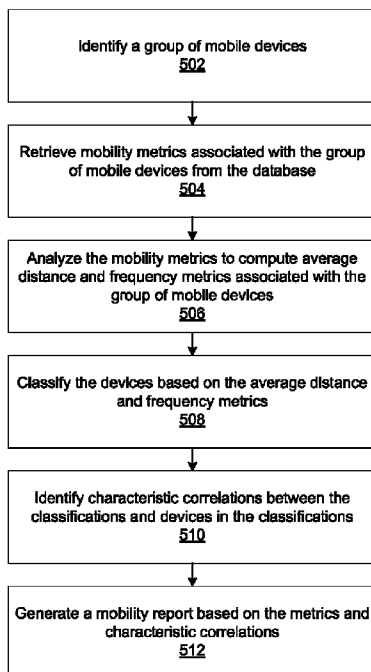 Identify a group of mobile devices
502
Retrieve mobility metrics associated with the group
of mobile devices from the database
504
Analyze the mobility metrics to compute average
distance and frequency metrics associated with the
group of mobile devices
506
Classify the devices based on the average distance
and frequency metrics
508
Identify characteristic correlations between the
classifications and devices in the classifications
510
Generate a mobility report based on the metrics and
characteristic correlations
512